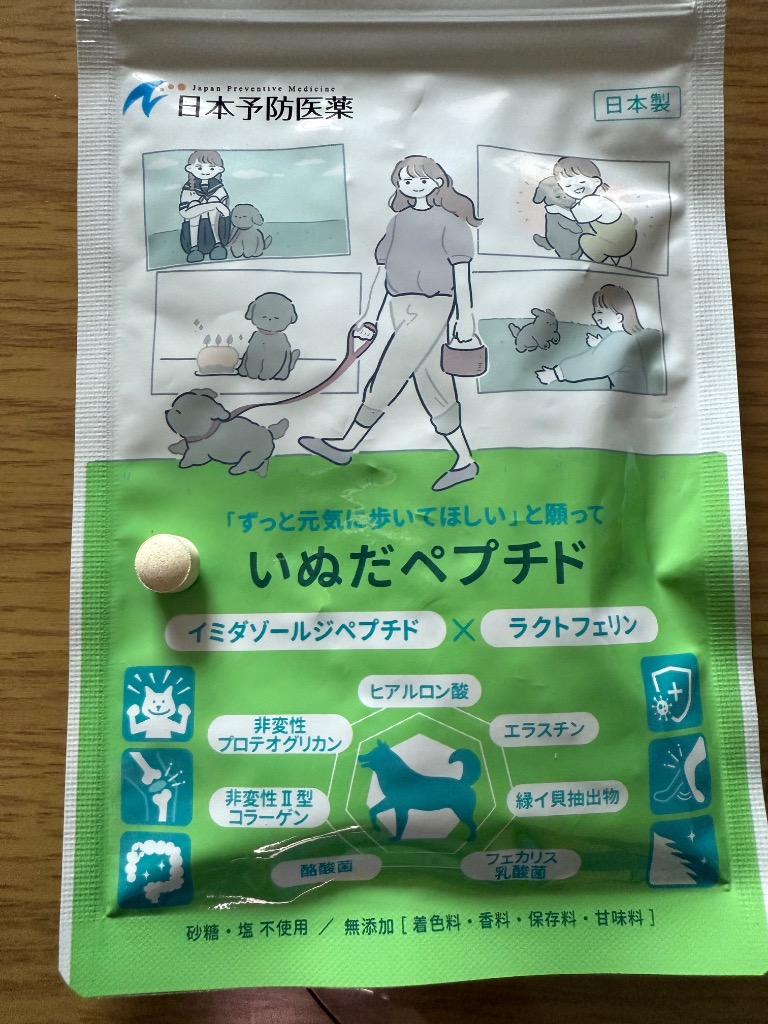 Japan Preventive Medicine
日本予防医薬
日本製
「ずっと元気に歩いてほしい」と願って
いぬだペプチド
イミダゾールジペプチド × ラクトフェリン
ヒアルロン酸
非変性
プロテオグリカン
エラスチン
非変性Ⅱ型
コラーゲン
緑イ貝抽出物
酪酸菌
フェカリス
乳酸菌
砂糖・塩 不使用 / 無添加 [ 着色料・香料・保存料・甘味料 ]